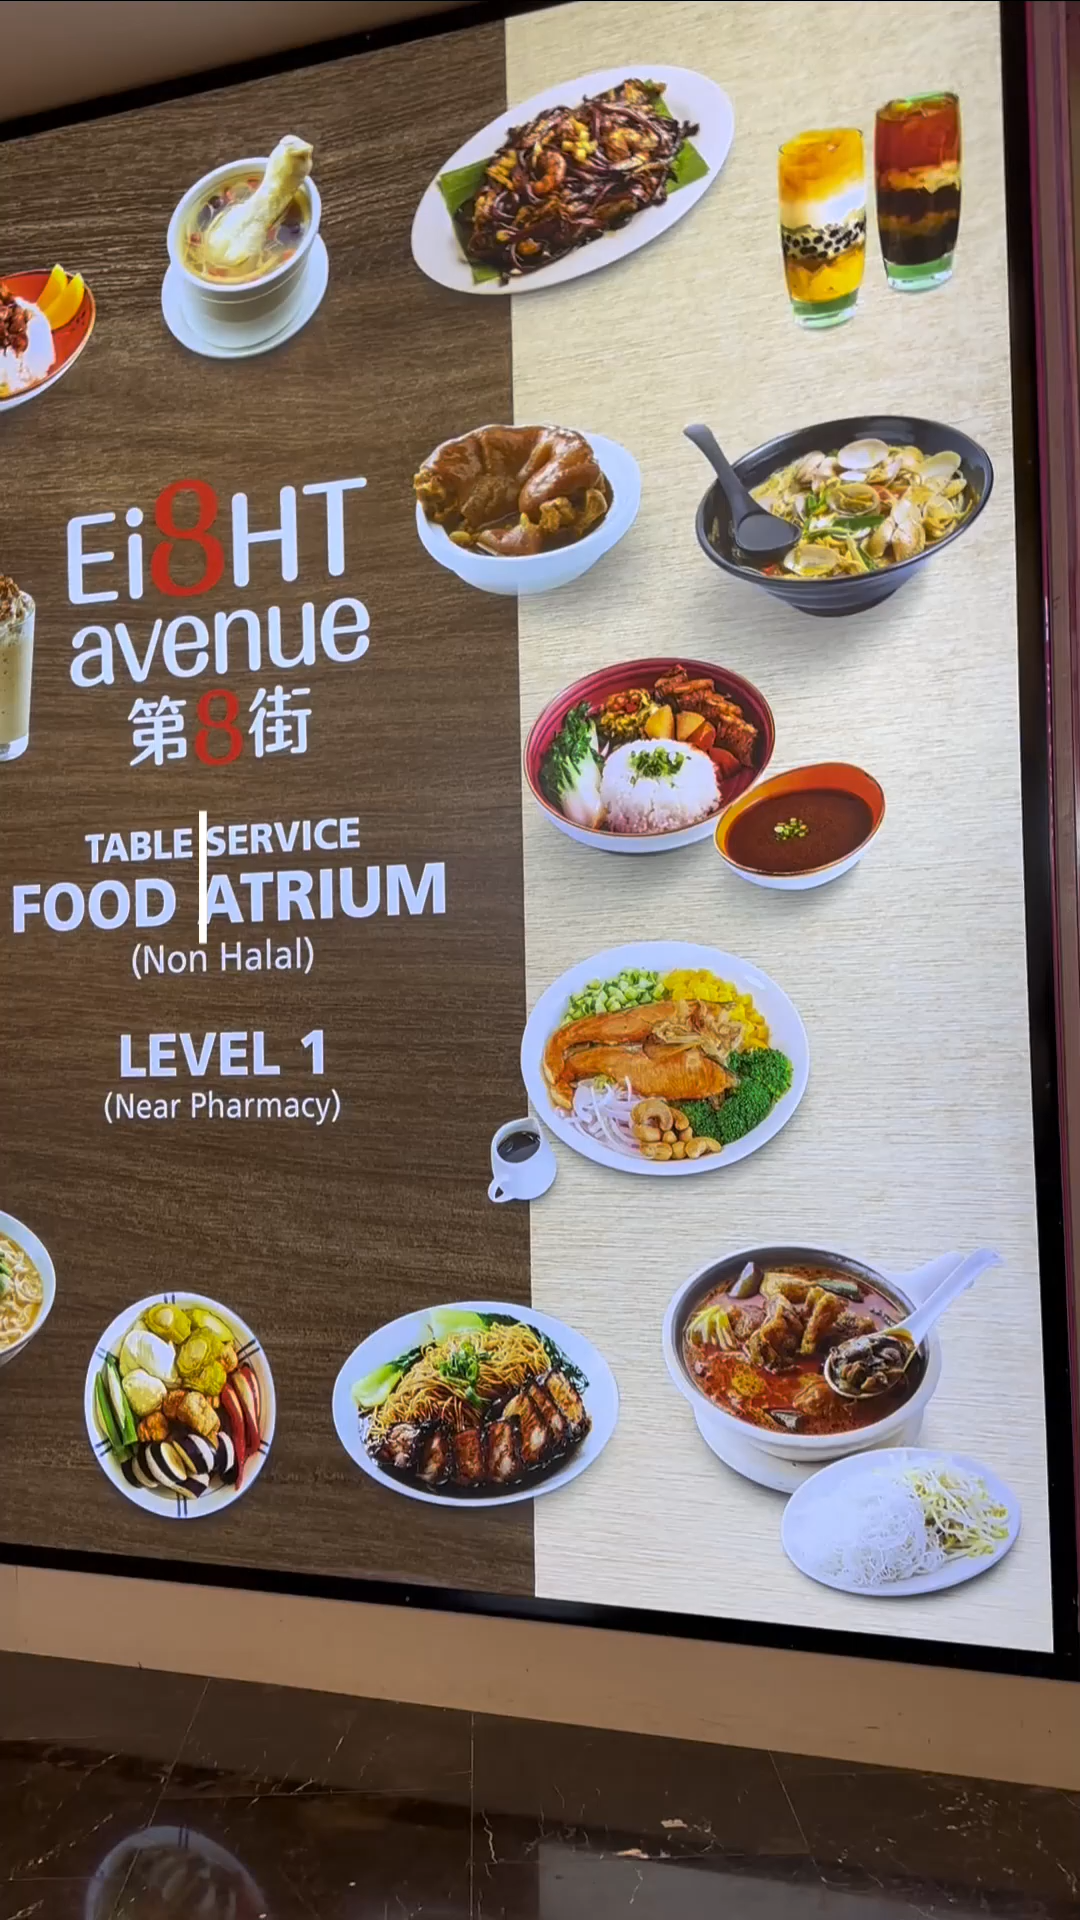 Ei8HT
avenue
第8街
TABLE SERVICE
FOOD ATRIUM
(Non Halal)
LEVEL 1
(Near Pharmacy)